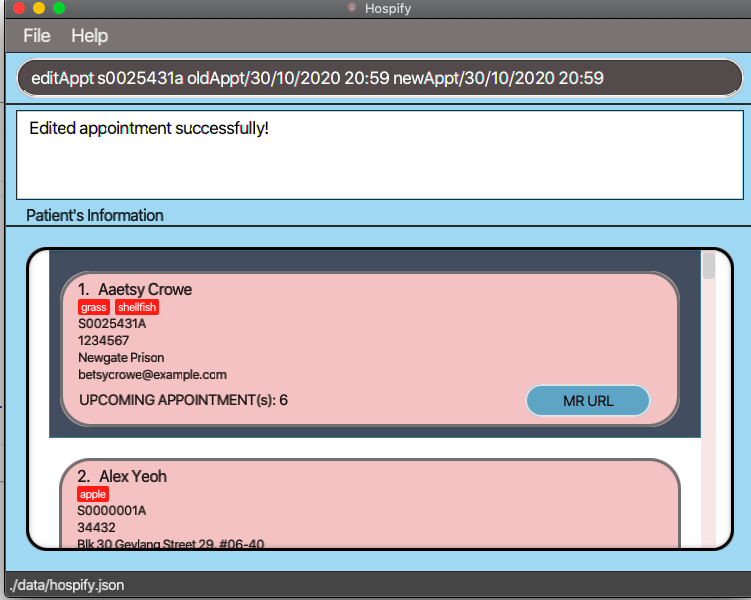 Hospify
File Help
editAppt s0025431a oldAppt/30/10/2020 20:59 newAppt/30/10/2020 20:59
Edited appointment successfully!
Patient's Information
1. Aaetsy Crowe
grass shellfish
S0025431A
1234567
Newgate Prison
betsycrowe@example.com
UPCOMING APPOINTMENT(s): 6
MR URL
2. Alex Yeoh
apple
S0000001A
34432
Blk 30 Geylang Street 29, #06-40
./data/hospify.json